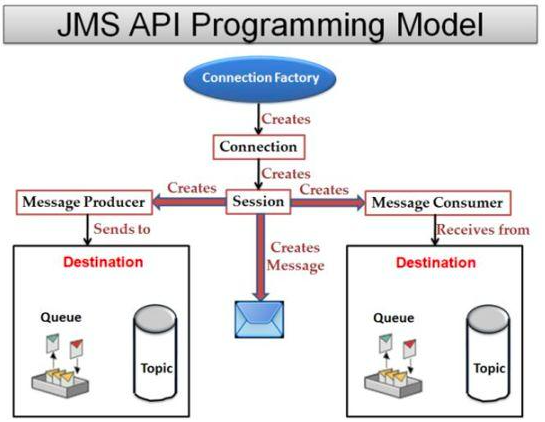 JMS API Programming Model
Connection Factory
Creates
Connection
Creates
Message Producer
Creates
Session
Creates
Message Consumer
Sends to
Creates
Message
Receives from
Destination
Queue
Topic
Destination
Queue
Topic